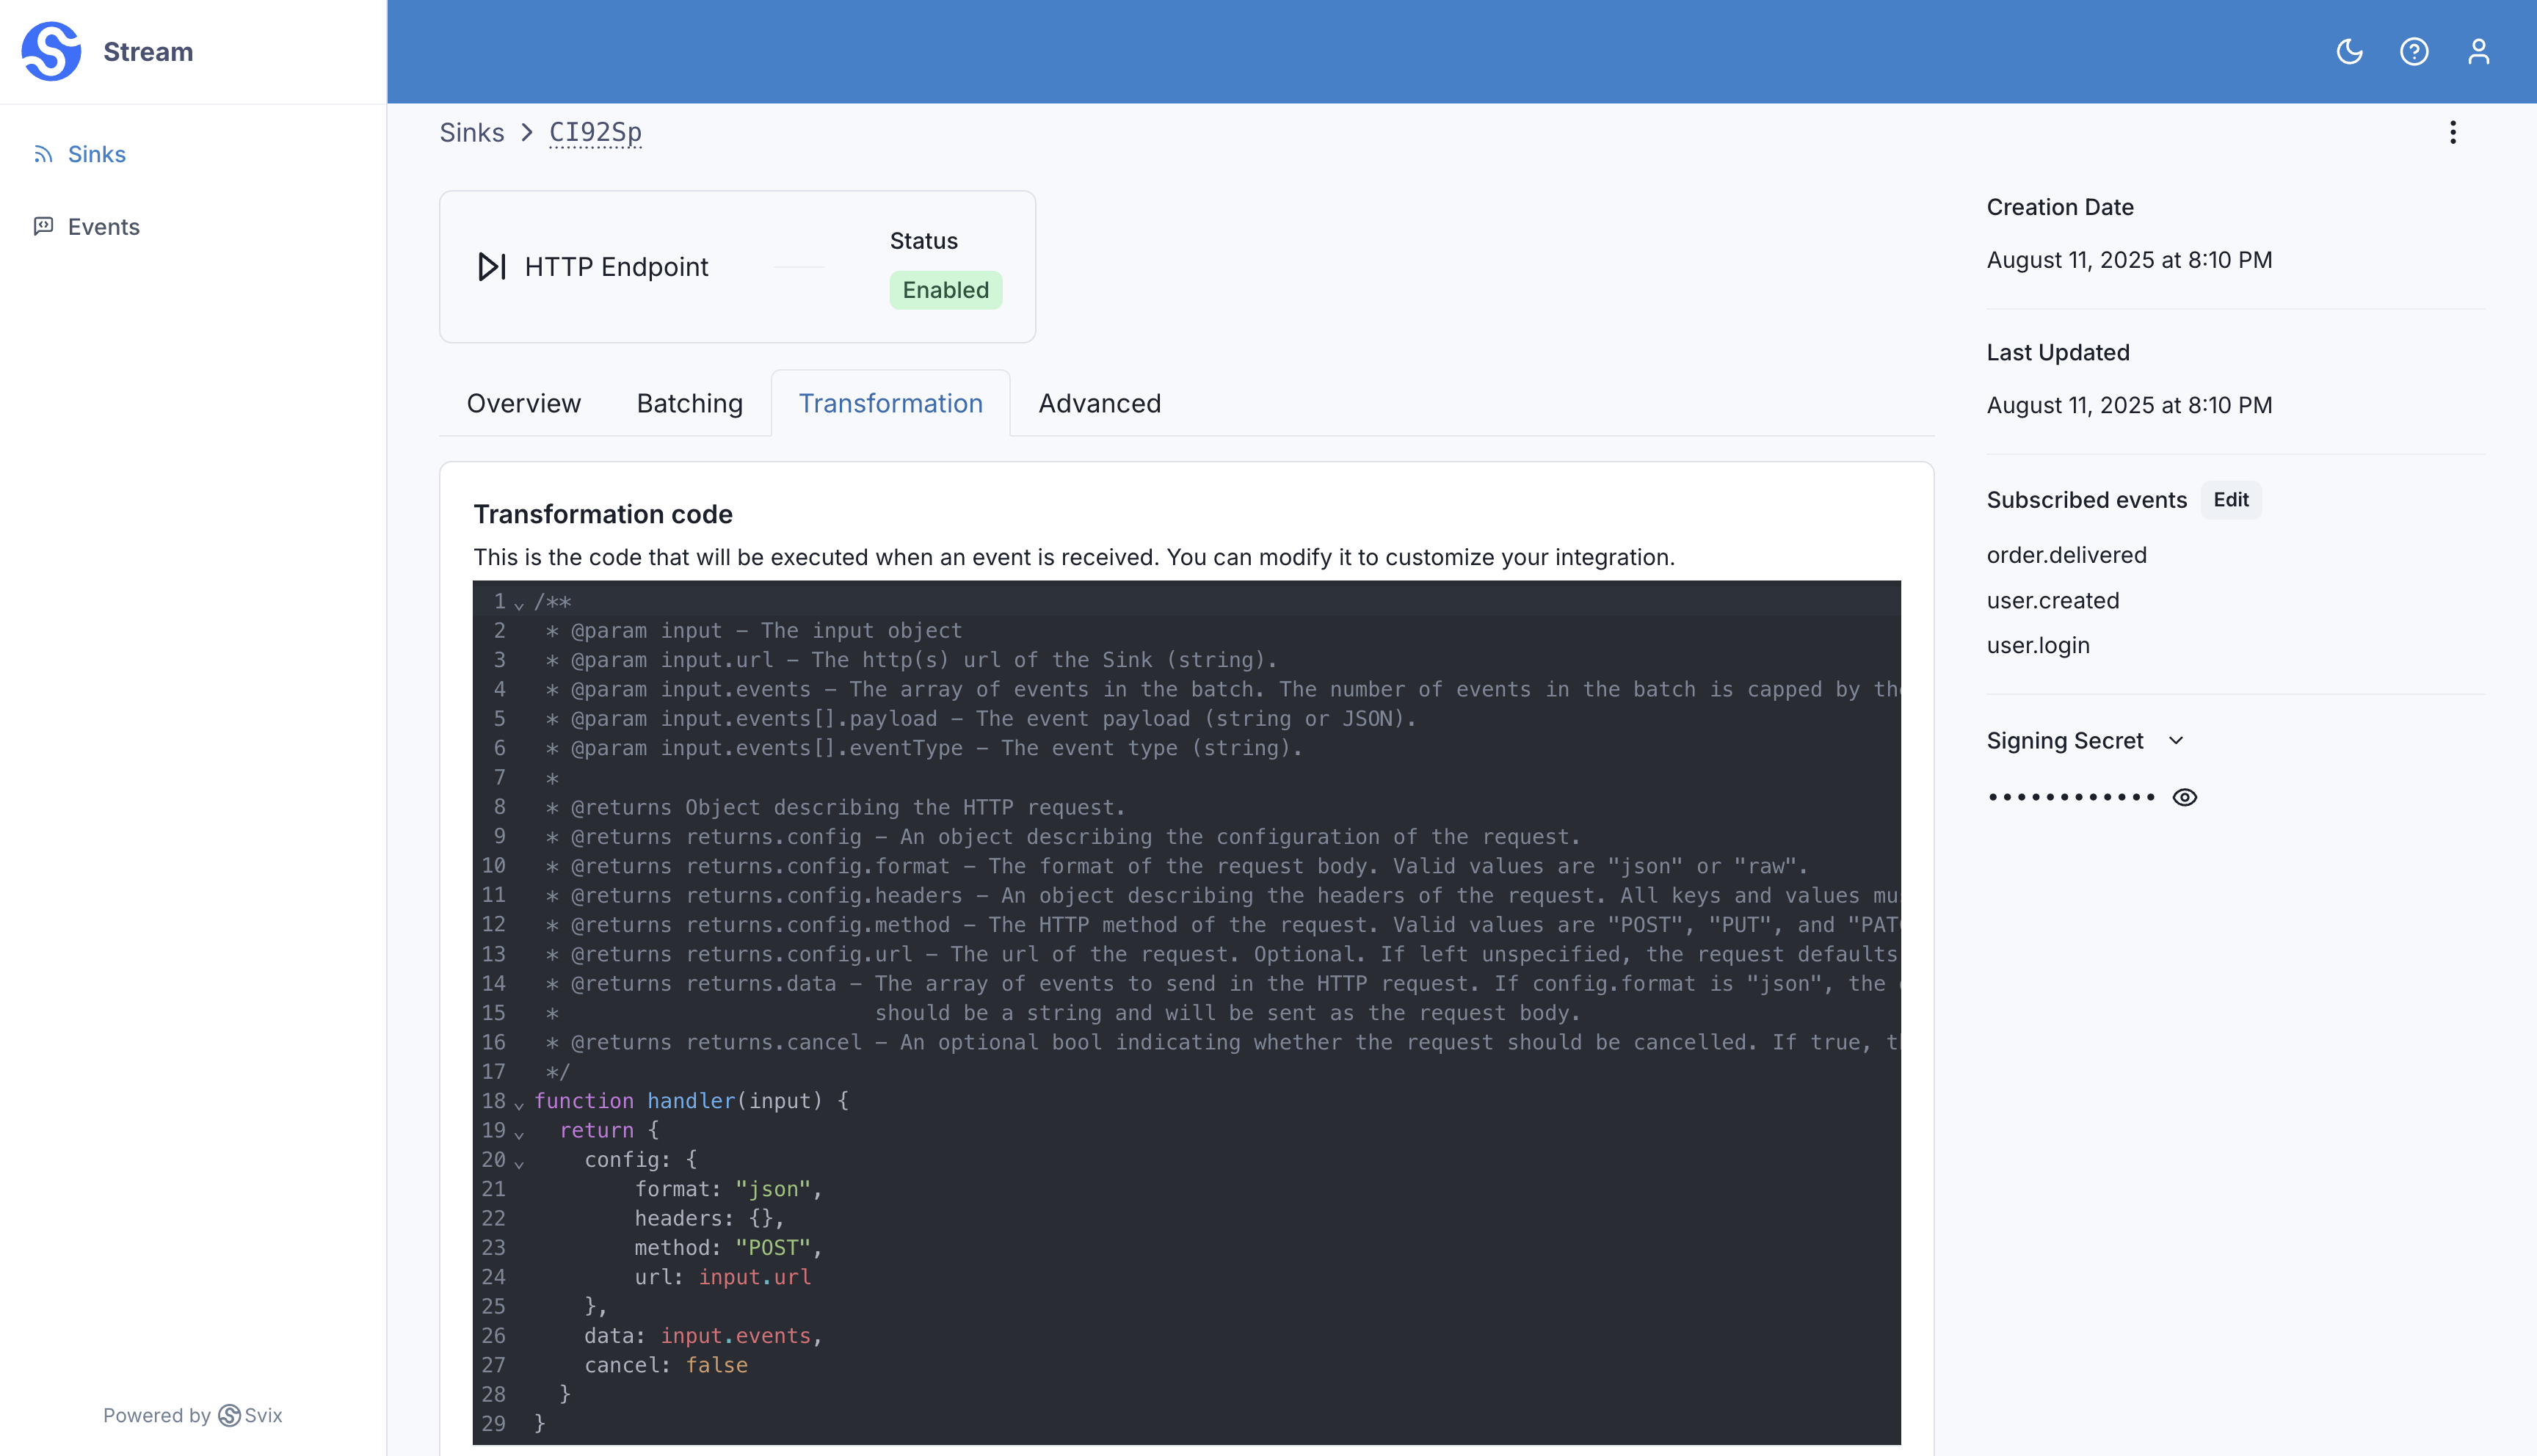 Stream
Sinks
Events
Powered by Svix
Sinks > CI92Sp
HTTP Endpoint
Status
Enabled
Overview Batching Transformation Advanced
Transformation code
This is the code that will be executed when an event is received. You can modify it to customize your integration.
1 /**
2 * @param input – The input object
3 * @param input.url – The http(s) url of the Sink (string).
4 * @param input.events – The array of events in the batch. The number of events in the batch is capped by
5 * @param input.events[].payload – The event payload (string or JSON).
6 * @param input.events[].eventType – The event type (string).
7 *
8 * @returns Object describing the HTTP request.
9 * @returns returns.config – An object describing the configuration of the request.
10 * @returns returns.config.format – The format of the request body. Valid values are "json" or "raw".
11 * @returns returns.config.headers – An object describing the headers of the request. All keys and values
12 * @returns returns.config.method – The HTTP method of the request. Valid values are "POST", "PUT", and
13 * @returns returns.config.url – The url of the request. Optional. If left unspecified, the request defaults
14 * @returns returns.data – The array of events to send in the HTTP request. If config.format is "json", the
15 * should be a string and will be sent as the request body.
16 * @returns returns.cancel – An optional bool indicating whether the request should be cancelled. If true,
17 */
18 function handler(input) {
19 return {
20 config: {
21 format: "json",
22 headers: {},
23 method: "POST",
24 url: input.url
25 },
26 data: input.events,
27 cancel: false
28 }
29 }
Creation Date
August 11, 2025 at 8:10 PM
Last Updated
August 11, 2025 at 8:10 PM
Subscribed events Edit
order.delivered
user.created
user.login
Signing Secret
••••••••••••